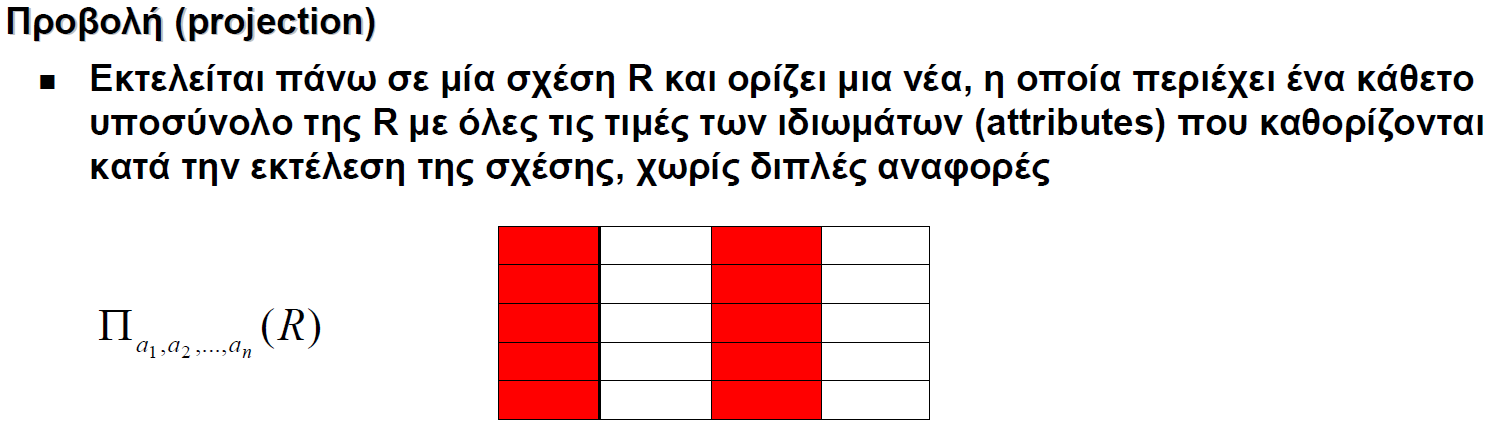 Προβολή (projection)
▪ Εκτελείται πάνω σε μία σχέση R και ορίζει μια νέα, η οποία περιέχει ένα κάθετο
υποσύνολο της R με όλες τις τιμές των ιδιωμάτων (attributes) που καθορίζονται
κατά την εκτέλεση της σχέσης, χωρίς διπλές αναφορές
Π a₁,a₂,...,aₙ (R)